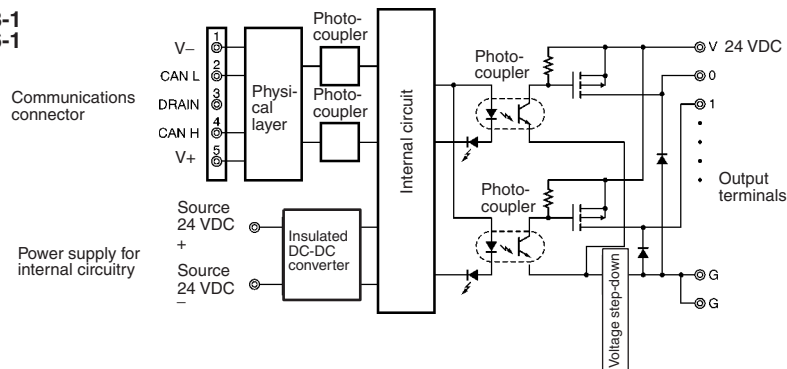 -1
-1
Communications
connector
V–
CAN L
DRAIN
CAN H
V+
1
2
3
4
5
Physi-
cal
layer
Photo-
coupler
Photo-
coupler
Internal circuit
Power supply for
internal circuitry
Source
24 VDC
+
Source
24 VDC
–
Insulated
DC-DC
converter
Photo-
coupler
Photo-
coupler
Voltage step-down
V 24 VDC
0
1
Output
terminals
G
G